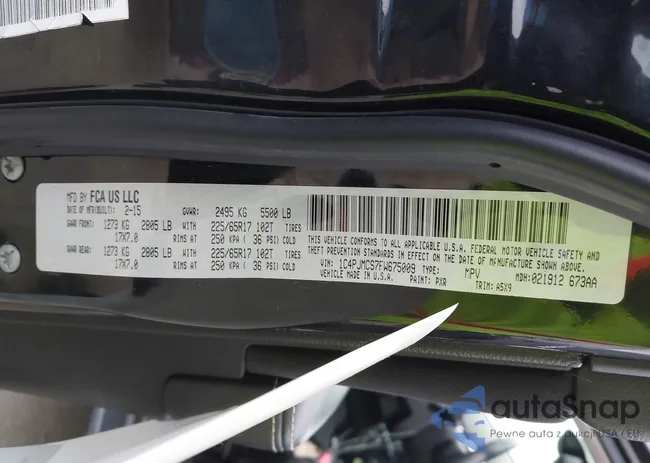 MFD BY FCA US LLC
DATE OF MFR(BUILT): 2-15 GVWR: 2495 KG 5500 LB
GAWR FRONT: 1273 KG 2805 LB WITH 225/65R17 102T TIRES
17X7.0 RIMS AT 250 KPA ( 36 PSI) COLD
GAWR REAR: 1273 KG 2805 LB WITH 225/65R17 102T TIRES
17X7.0 RIMS AT 250 KPA ( 36 PSI) COLD
THIS VEHICLE CONFORMS TO ALL APPLICABLE U.S.A. FEDERAL MOTOR VEHICLE SAFETY AND
THEFT PREVENTION STANDARDS IN EFFECT ON THE DATE OF MANUFACTURE SHOWN ABOVE.
VIN: 1C4PJMCS7FW675009 TYPE: MPV MDH: 021912 673AA
MADE IN U.S.A. PAINT: PXR TRIM: A5X9
autoSnap
Pewne auta z aukcji USA / EU